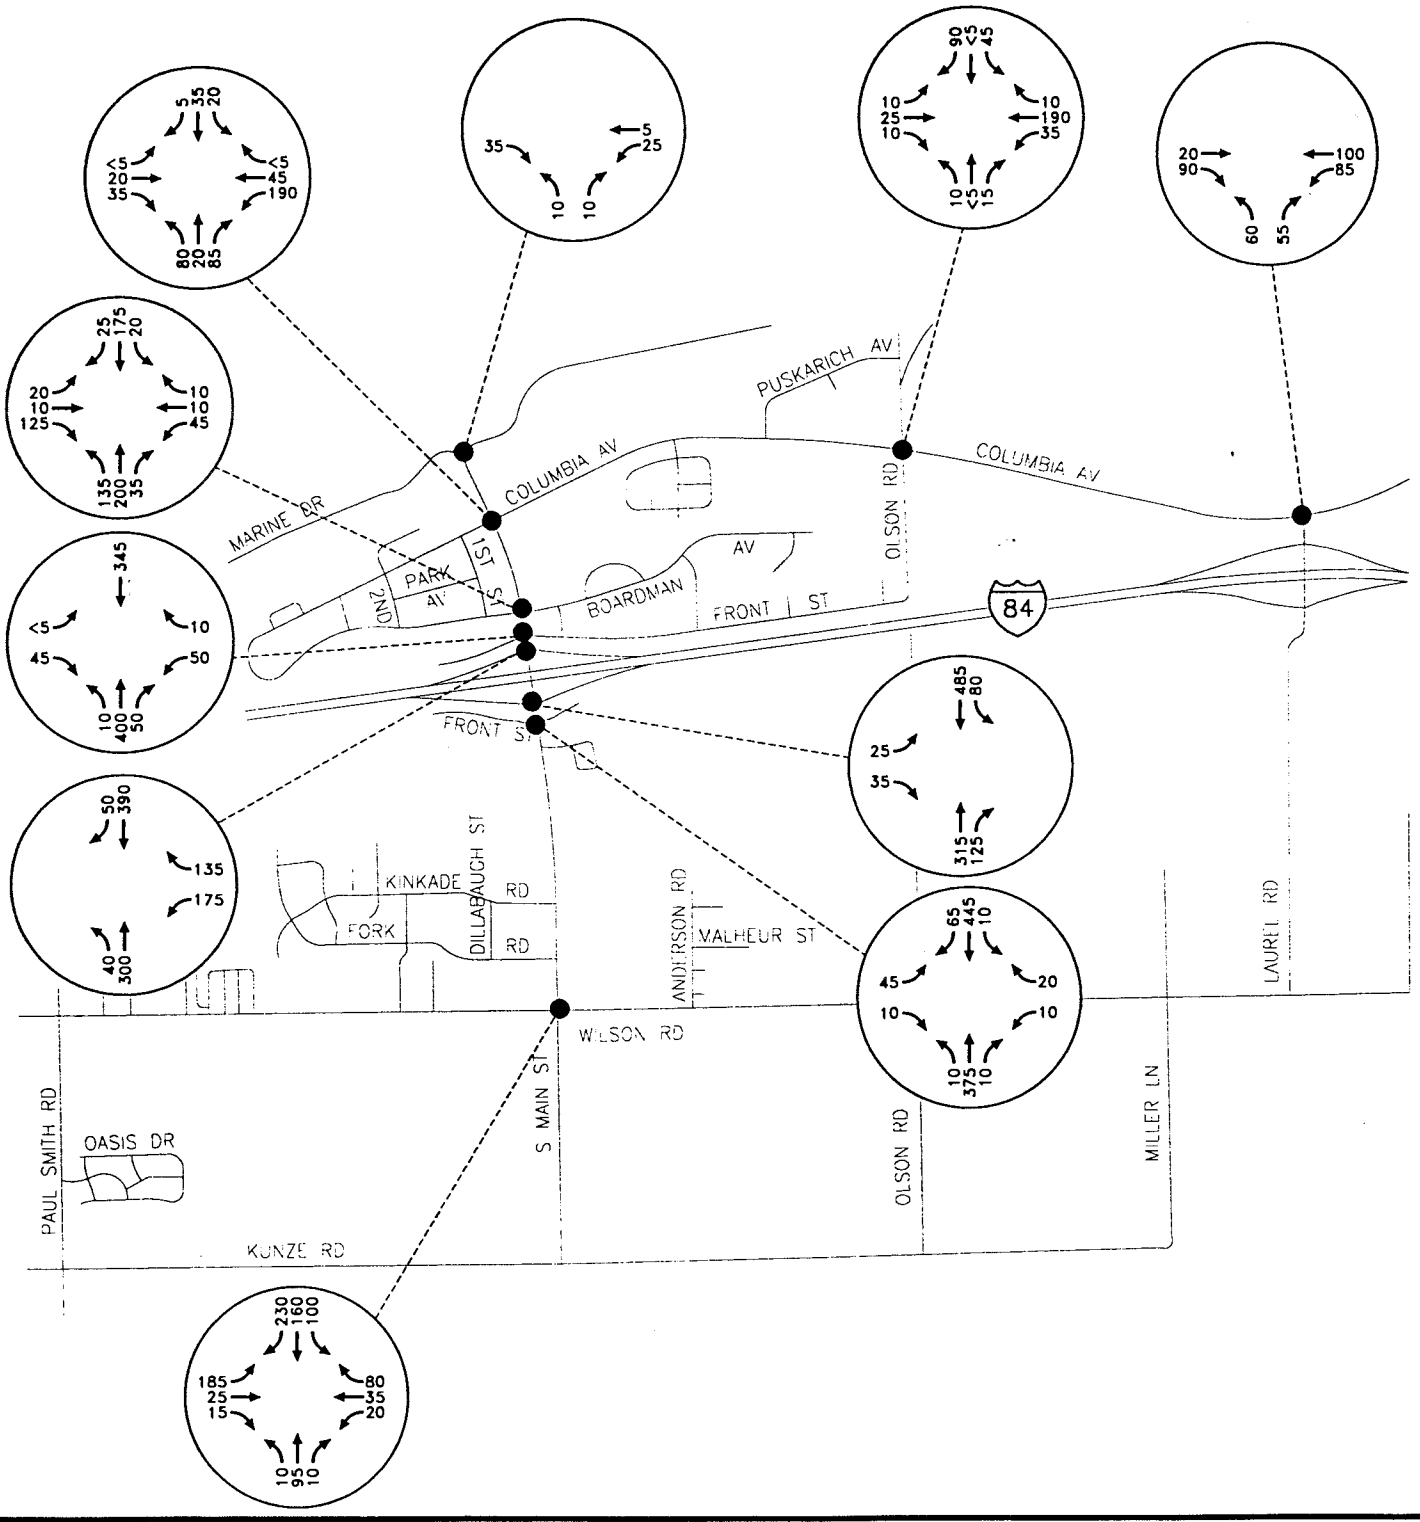 5 35 20
<5
20
35
<5
45
190
80 20 85
35
5
25
10 10
90 <5 45
10
25
10
10
190
35
10 <5 15
20
90
100
85
60 55
25 175 20
20
10
125
10
10
45
135 200 35
345
<5
45
10
50
10 400 50
50 390
135
175
40 300
485 80
25
35
315 125
65 445 10
45
10
20
10
10 375 10
230 160 100
185
25
15
80
35
20
10 95 10
PUSKARICH AV
COLUMBIA AV
COLUMBIA AV
OLSON RD
MARINE DR
1ST ST
PARK AV
2ND
BOARDMAN AV
FRONT ST
84
FRONT ST
KINKADE RD
FORK RD
DILLABAUCH ST
ANDERSON RD
MALHEUR ST
LAUREL RD
WILSON RD
S MAIN ST
PAUL SMITH RD
OASIS DR
OLSON RD
MILLER LN
KUNZE RD